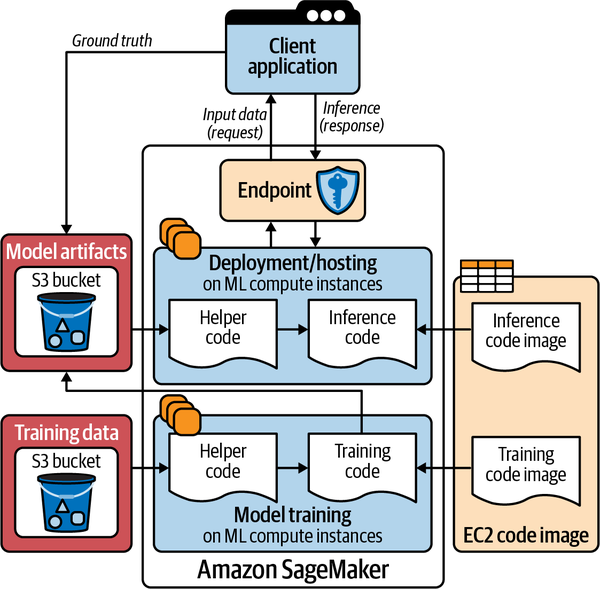 Ground truth
Client
application
Input data
(request)
Inference
(response)
Endpoint
Model artifacts
S3 bucket
Deployment/hosting
on ML compute instances
Helper
code
Inference
code
Inference
code image
Training data
S3 bucket
Helper
code
Training
code
Training
code image
Model training
on ML compute instances
EC2 code image
Amazon SageMaker